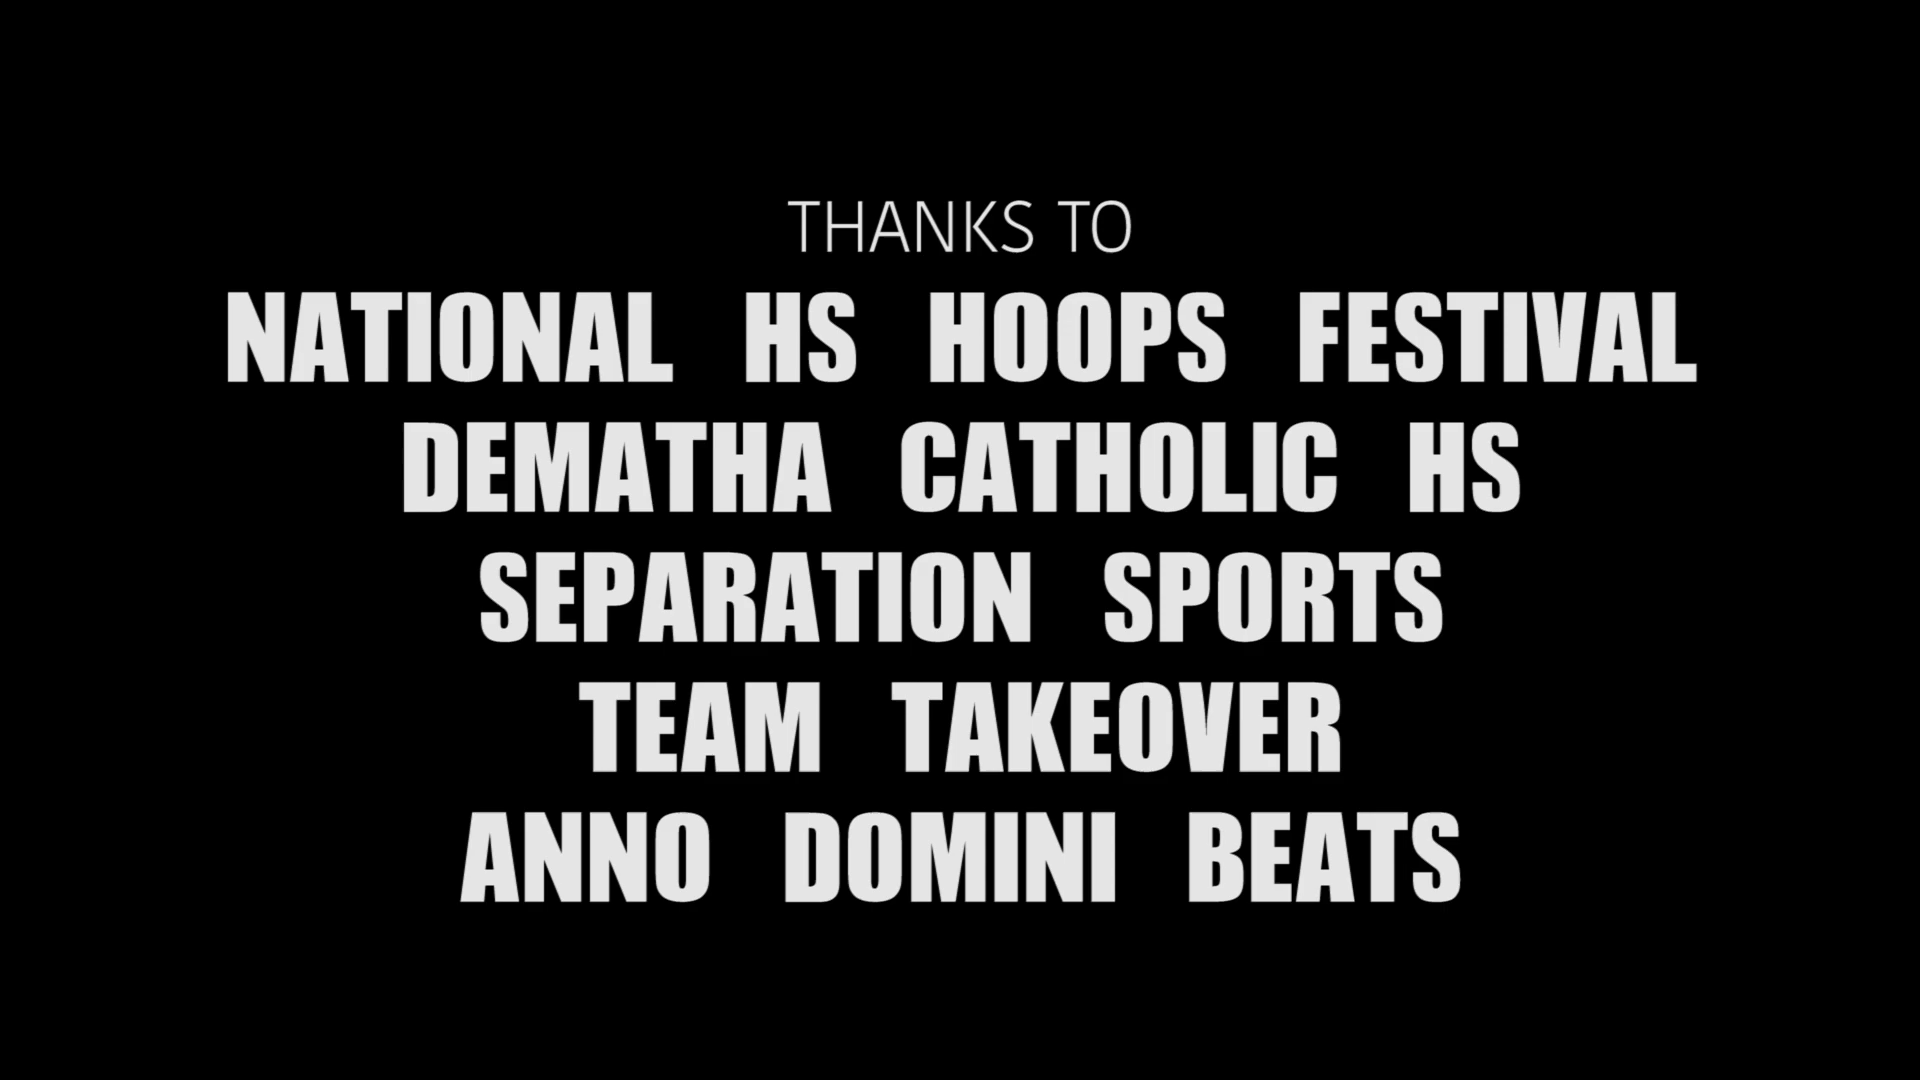 THANKS TO
NATIONAL HS HOOPS FESTIVAL
DEMATHA CATHOLIC HS
SEPARATION SPORTS
TEAM TAKEOVER
ANNO DOMINI BEATS